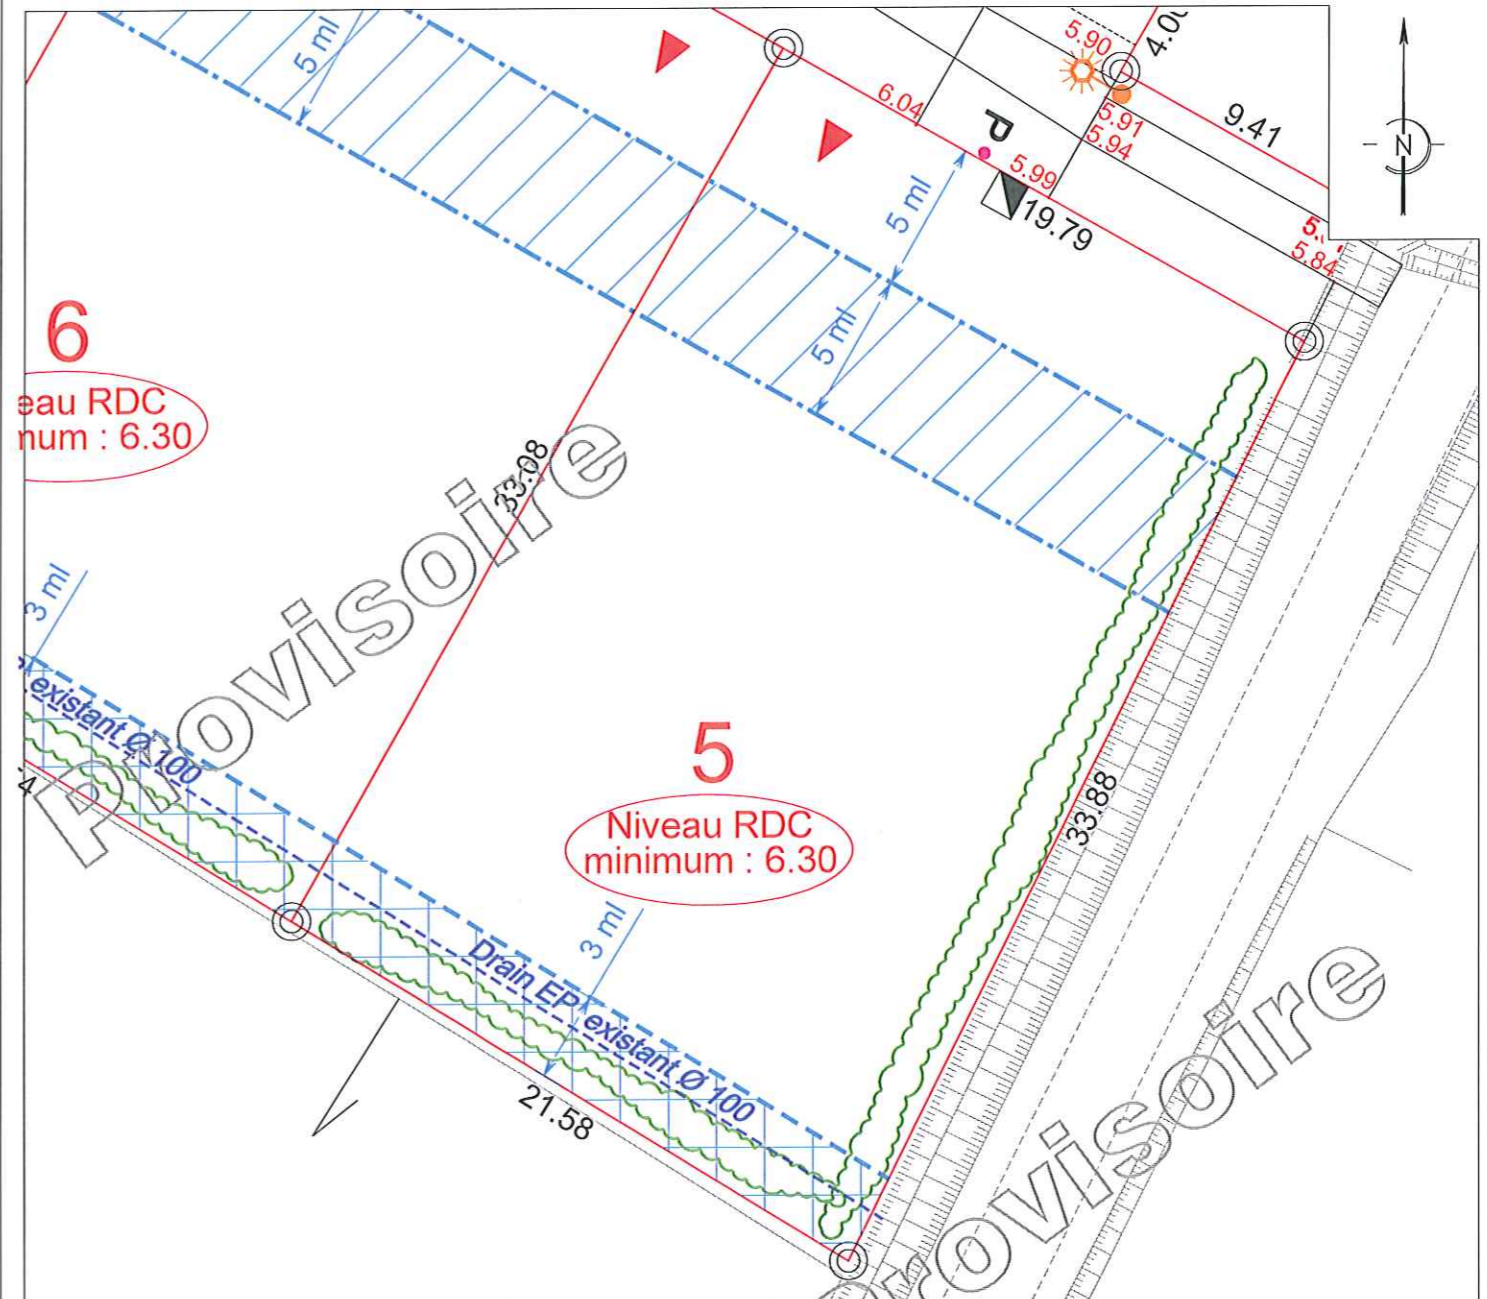 5 ml
5.90
4.0
6.04
P
5.91
5.94
9.41
N
5.99
19.79
5 ml
5.84
5 ml
6
eau RDC
num : 6.30
33.08
Provisoire
3 ml
existant Ø 100
5
Niveau RDC
minimum : 6.30
33.88
3 ml
Drain EP existant Ø 100
21.58
rovisoire